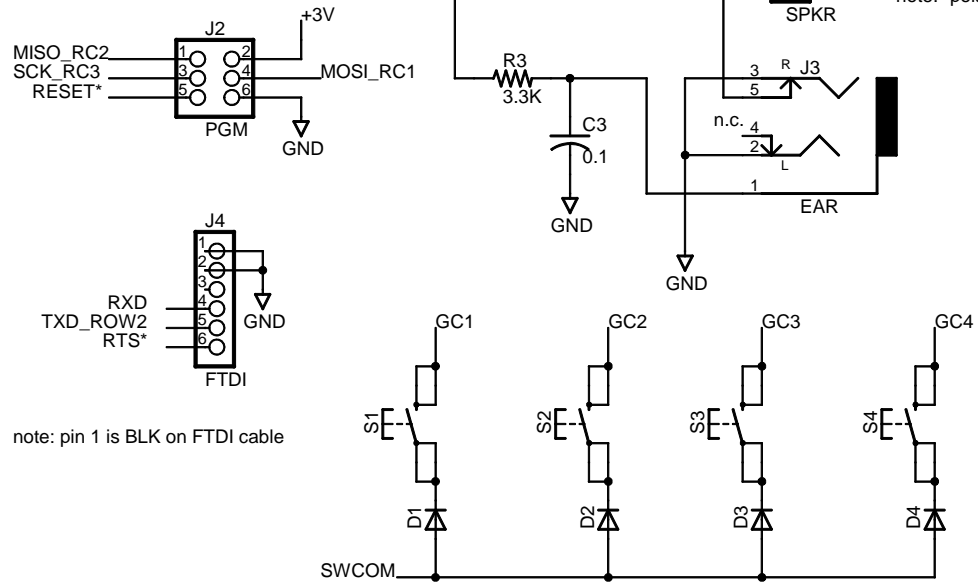 SPKR
+3V
J2
MISO_RC2 1 2
SCK_RC3 3 4 MOSI_RC1
RESET* 5 6
PGM
GND
R3
3.3K
C3
0.1
GND
3 R J3
5
n.c. 4
2 L
1
EAR
GND
J4
1
2
3
RXD 4 GND
TXD_ROW2 5
RTS* 6
FTDI
note: pin 1 is BLK on FTDI cable
GC1 GC2 GC3 GC4
S1 S2 S3 S4
D1 D2 D3 D4
SWCOM